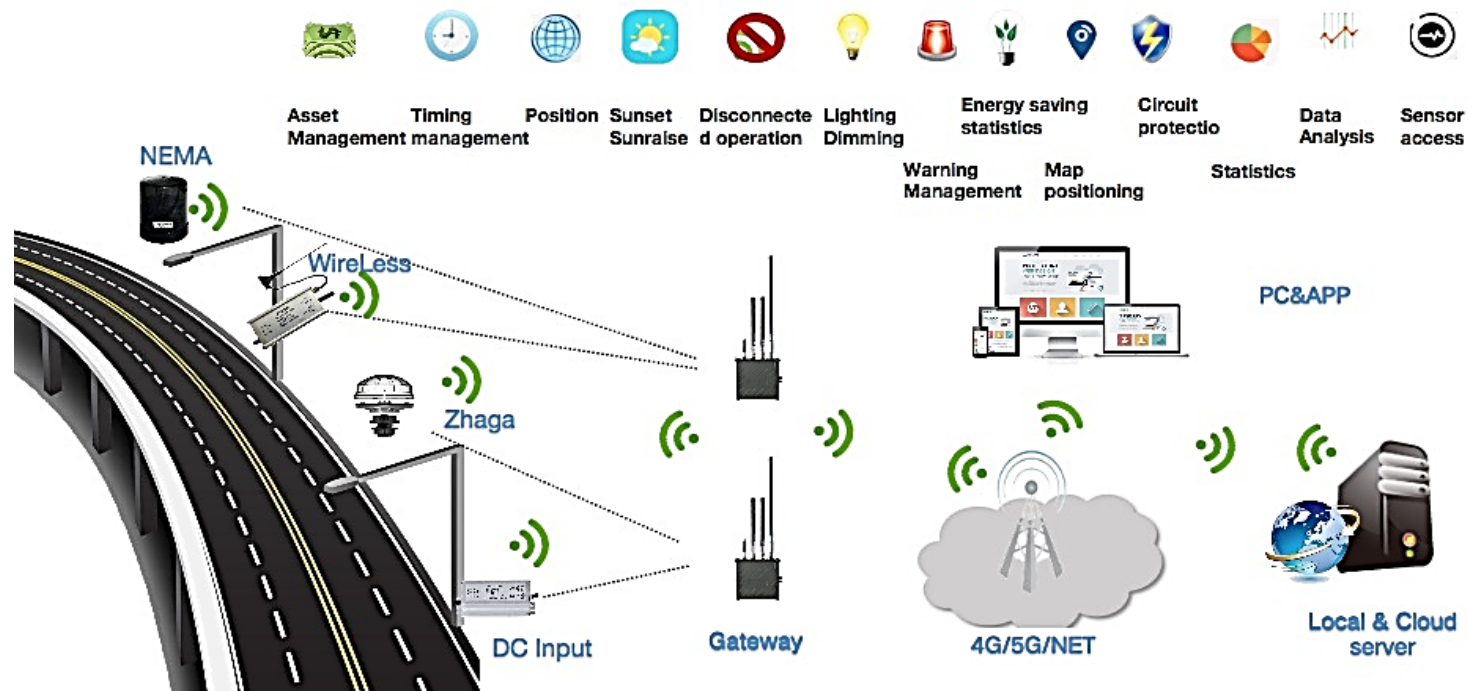 Asset
Management
Timing
management
Position
Sunset
Sunraise
Disconnecte
d operation
Lighting
Dimming
Energy saving
statistics
Circuit
protectio
Data
Analysis
Sensor
access
Warning
Management
Map
positioning
Statistics
NEMA
WireLess
PC&APP
Zhaga
DC Input
Gateway
4G/5G/NET
Local & Cloud
server